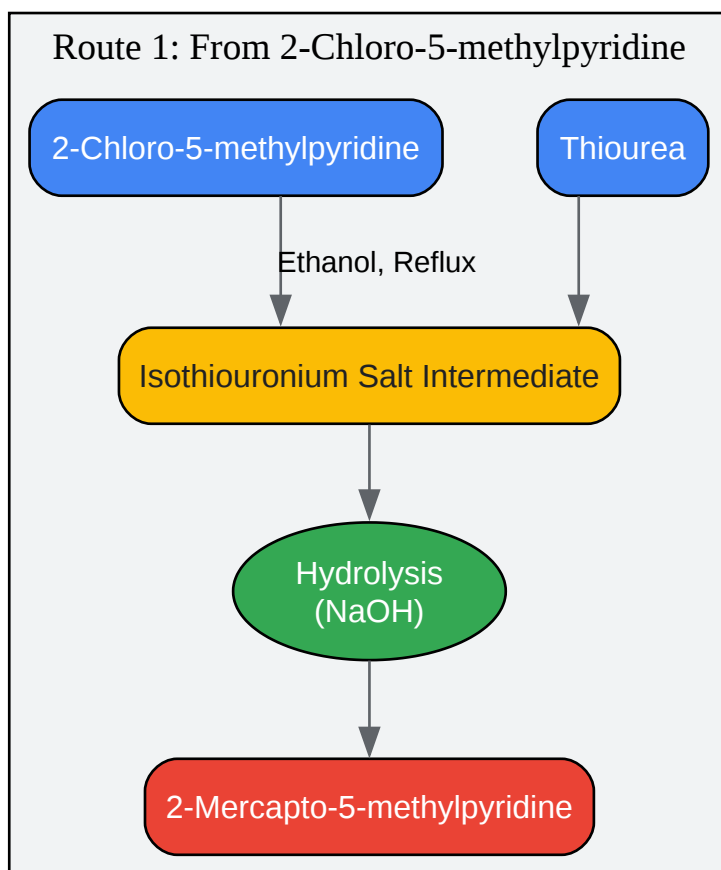 Route 1: From 2-Chloro-5-methylpyridine
2-Chloro-5-methylpyridine
Thiourea
Ethanol, Reflux
Isothiouronium Salt Intermediate
Hydrolysis
(NaOH)
2-Mercapto-5-methylpyridine